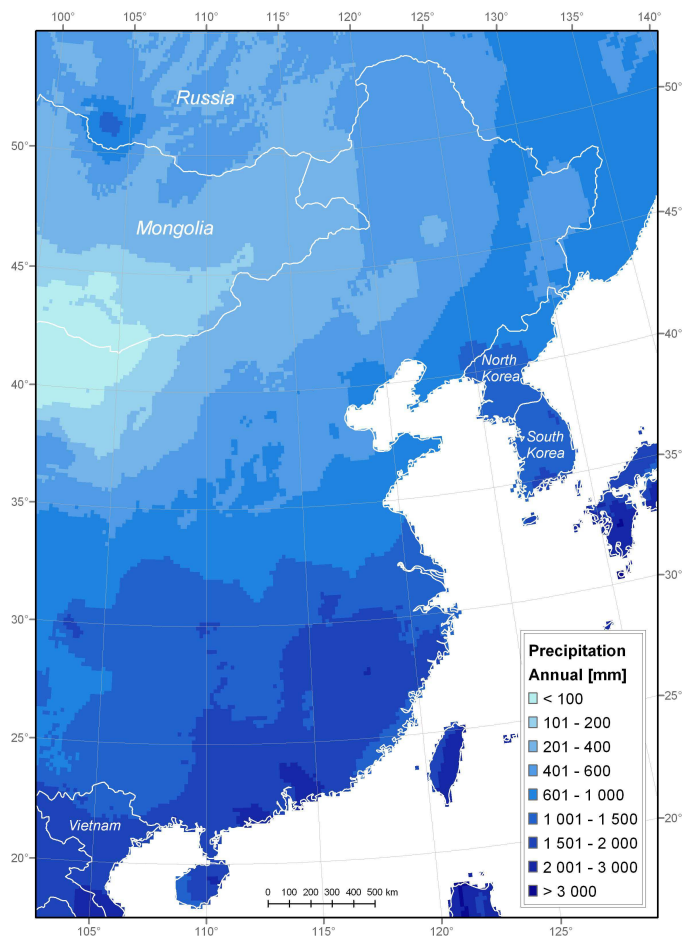 100° 105° 110° 115° 120° 125° 130° 135° 140°
Russia
50°
50°
Mongolia
45°
45°
40°
North
Korea
40°
South
Korea
35°
35°
30°
30°
Precipitation
Annual [mm]
< 100
101 - 200
201 - 400
401 - 600
601 - 1 000
1 001 - 1 500
1 501 - 2 000
2 001 - 3 000
> 3 000
25°
25°
Vietnam
20°
20°
0 100 200 300 400 500 km
105° 110° 115° 120° 125°